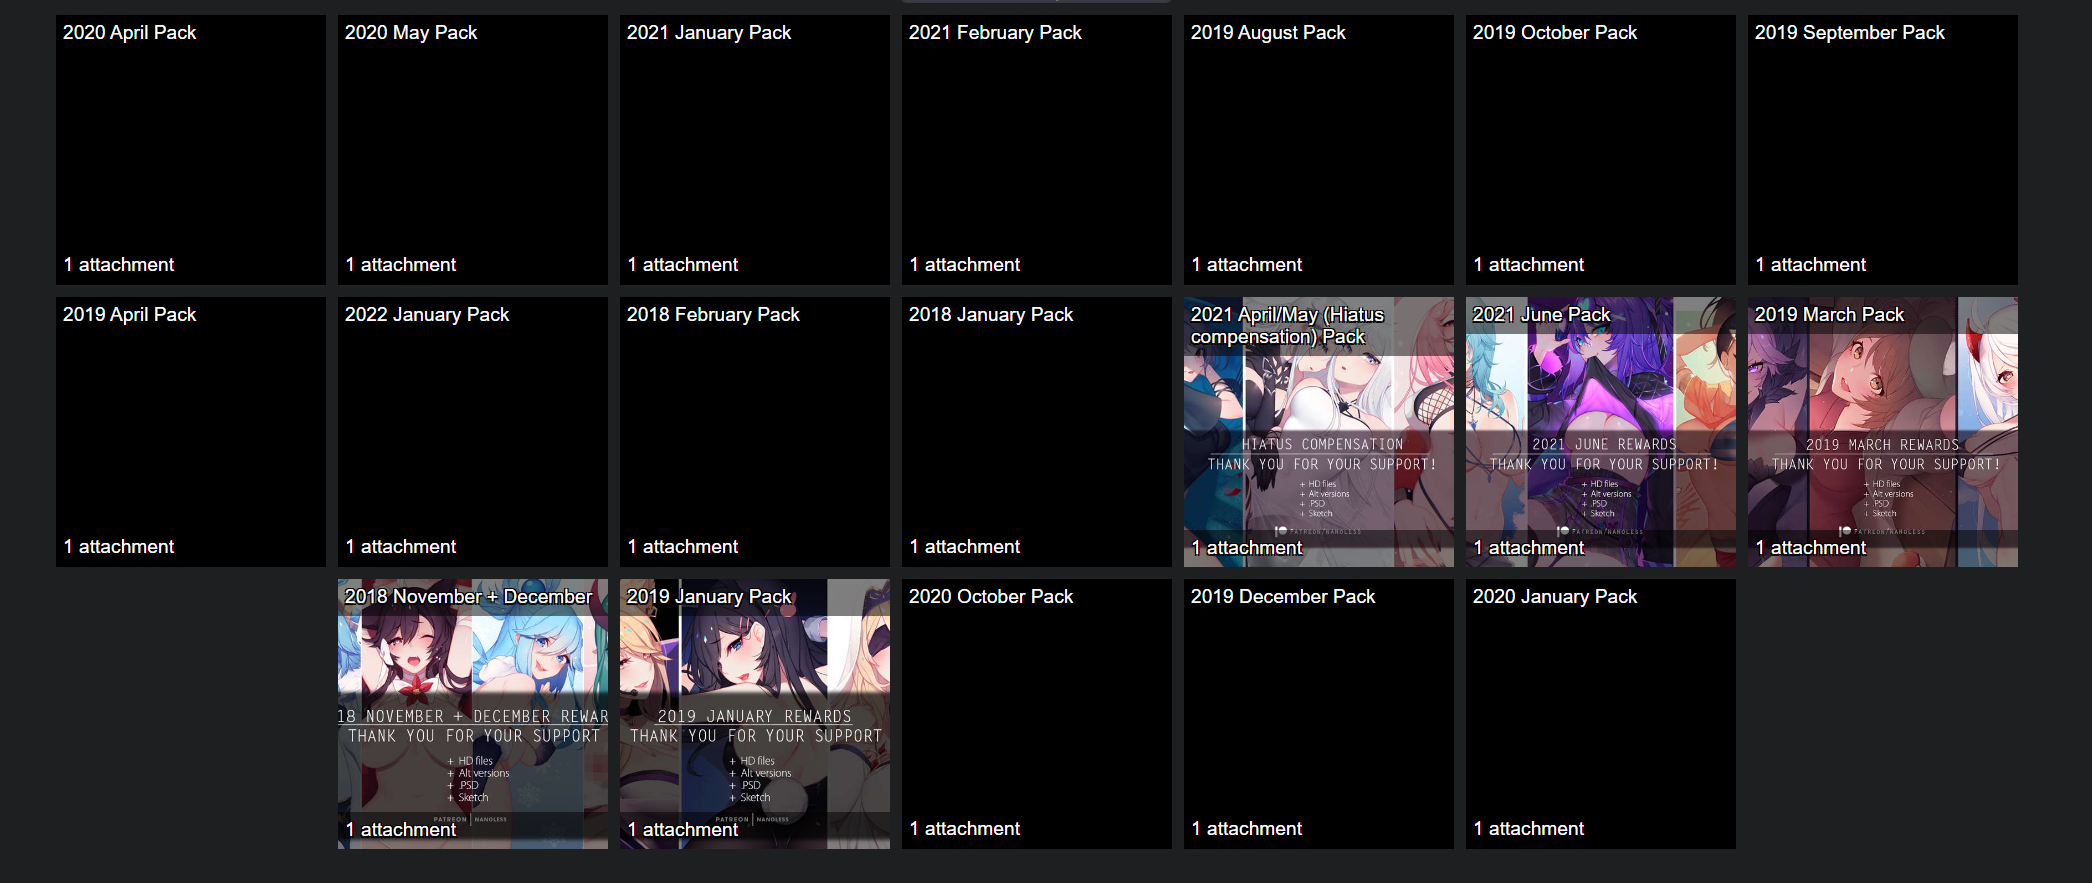 2020 April Pack
1 attachment
2020 May Pack
1 attachment
2021 January Pack
1 attachment
2021 February Pack
1 attachment
2019 August Pack
1 attachment
2019 October Pack
1 attachment
2019 September Pack
1 attachment
2019 April Pack
1 attachment
2022 January Pack
1 attachment
2018 February Pack
1 attachment
2018 January Pack
1 attachment
2021 April/May (Hiatus
compensation) Pack
HIATUS COMPENSATION
THANK YOU FOR YOUR SUPPORT!
+ HD files
+ Alt versions
+ .PSD
+ Sketch
PATREON/NANOLESS
1 attachment
2021 June Pack
2021 JUNE REWARDS
THANK YOU FOR YOUR SUPPORT!
+ HD files
+ Alt versions
+ .PSD
+ Sketch
PATREON/NANOLESS
1 attachment
2019 March Pack
2019 MARCH REWARDS
THANK YOU FOR YOUR SUPPORT!
+ HD files
+ Alt versions
+ .PSD
+ Sketch
PATREON/NANOLESS
1 attachment
2018 November + December
18 NOVEMBER + DECEMBER REWAR
THANK YOU FOR YOUR SUPPORT
+ HD files
+ Alt versions
+ .PSD
+ Sketch
PATREON | NANOLESS
1 attachment
2019 January Pack
2019 JANUARY REWARDS
THANK YOU FOR YOUR SUPPORT
+ HD files
+ Alt versions
+ .PSD
+ Sketch
PATREON | NANOLESS
1 attachment
2020 October Pack
1 attachment
2019 December Pack
1 attachment
2020 January Pack
1 attachment